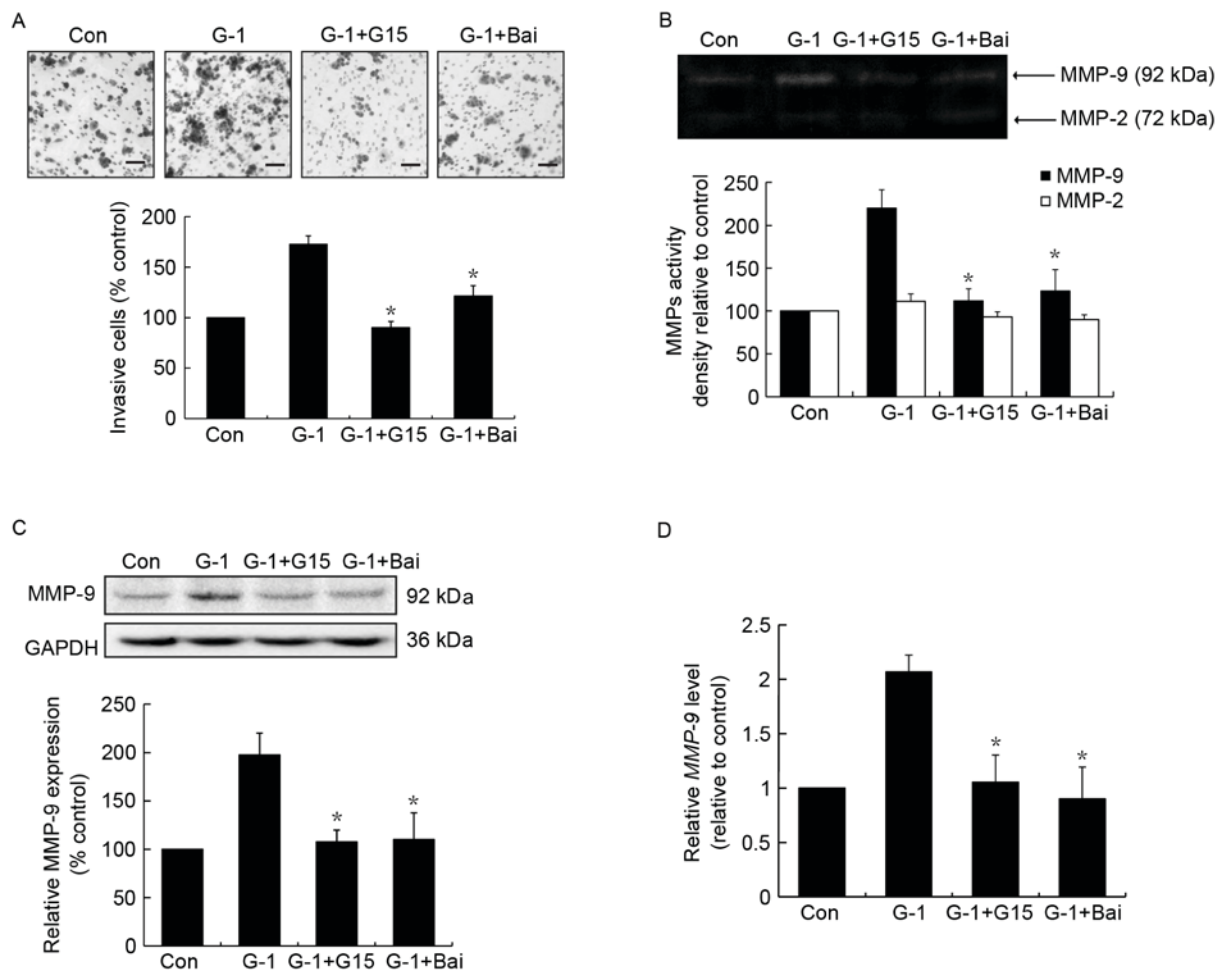 A
Con G-1 G-1+G15 G-1+Bai
Invasive cells (% control)
200
150
100
50
0
*
*
Con G-1 G-1+G15 G-1+Bai
B
Con G-1 G-1+G15 G-1+Bai
MMP-9 (92 kDa)
MMP-2 (72 kDa)
MMP-9
MMP-2
MMPs activity
density relative to control
250
200
150
100
50
0
*
*
Con G-1 G-1+G15 G-1+Bai
C
Con G-1 G-1+G15 G-1+Bai
MMP-9 92 kDa
GAPDH 36 kDa
Relative MMP-9 expression
(% control)
250
200
150
100
50
0
*
*
Con G-1 G-1+G15 G-1+Bai
D
Relative MMP-9 level
(relative to control)
2.5
2
1.5
1
0.5
0
*
*
Con G-1 G-1+G15 G-1+Bai